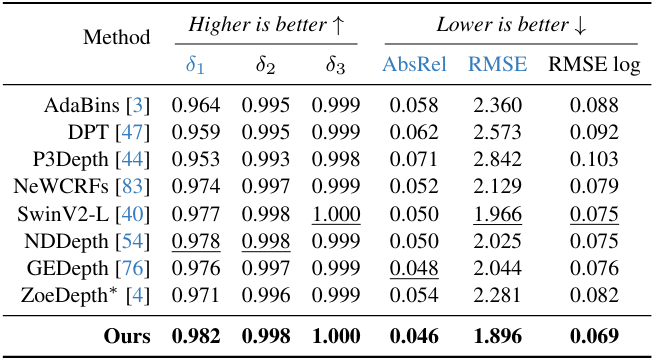 Method Higher is better ↑ Lower is better ↓
δ1 δ2 δ3 AbsRel RMSE RMSE log
AdaBins [3] 0.964 0.995 0.999 0.058 2.360 0.088
DPT [47] 0.959 0.995 0.999 0.062 2.573 0.092
P3Depth [44] 0.953 0.993 0.998 0.071 2.842 0.103
NeWCRFs [83] 0.974 0.997 0.999 0.052 2.129 0.079
SwinV2-L [40] 0.977 0.998 1.000 0.050 1.966 0.075
NDDepth [54] 0.978 0.998 0.999 0.050 2.025 0.075
GEDepth [76] 0.976 0.997 0.999 0.048 2.044 0.076
ZoeDepth* [4] 0.971 0.996 0.999 0.054 2.281 0.082
Ours 0.982 0.998 1.000 0.046 1.896 0.069